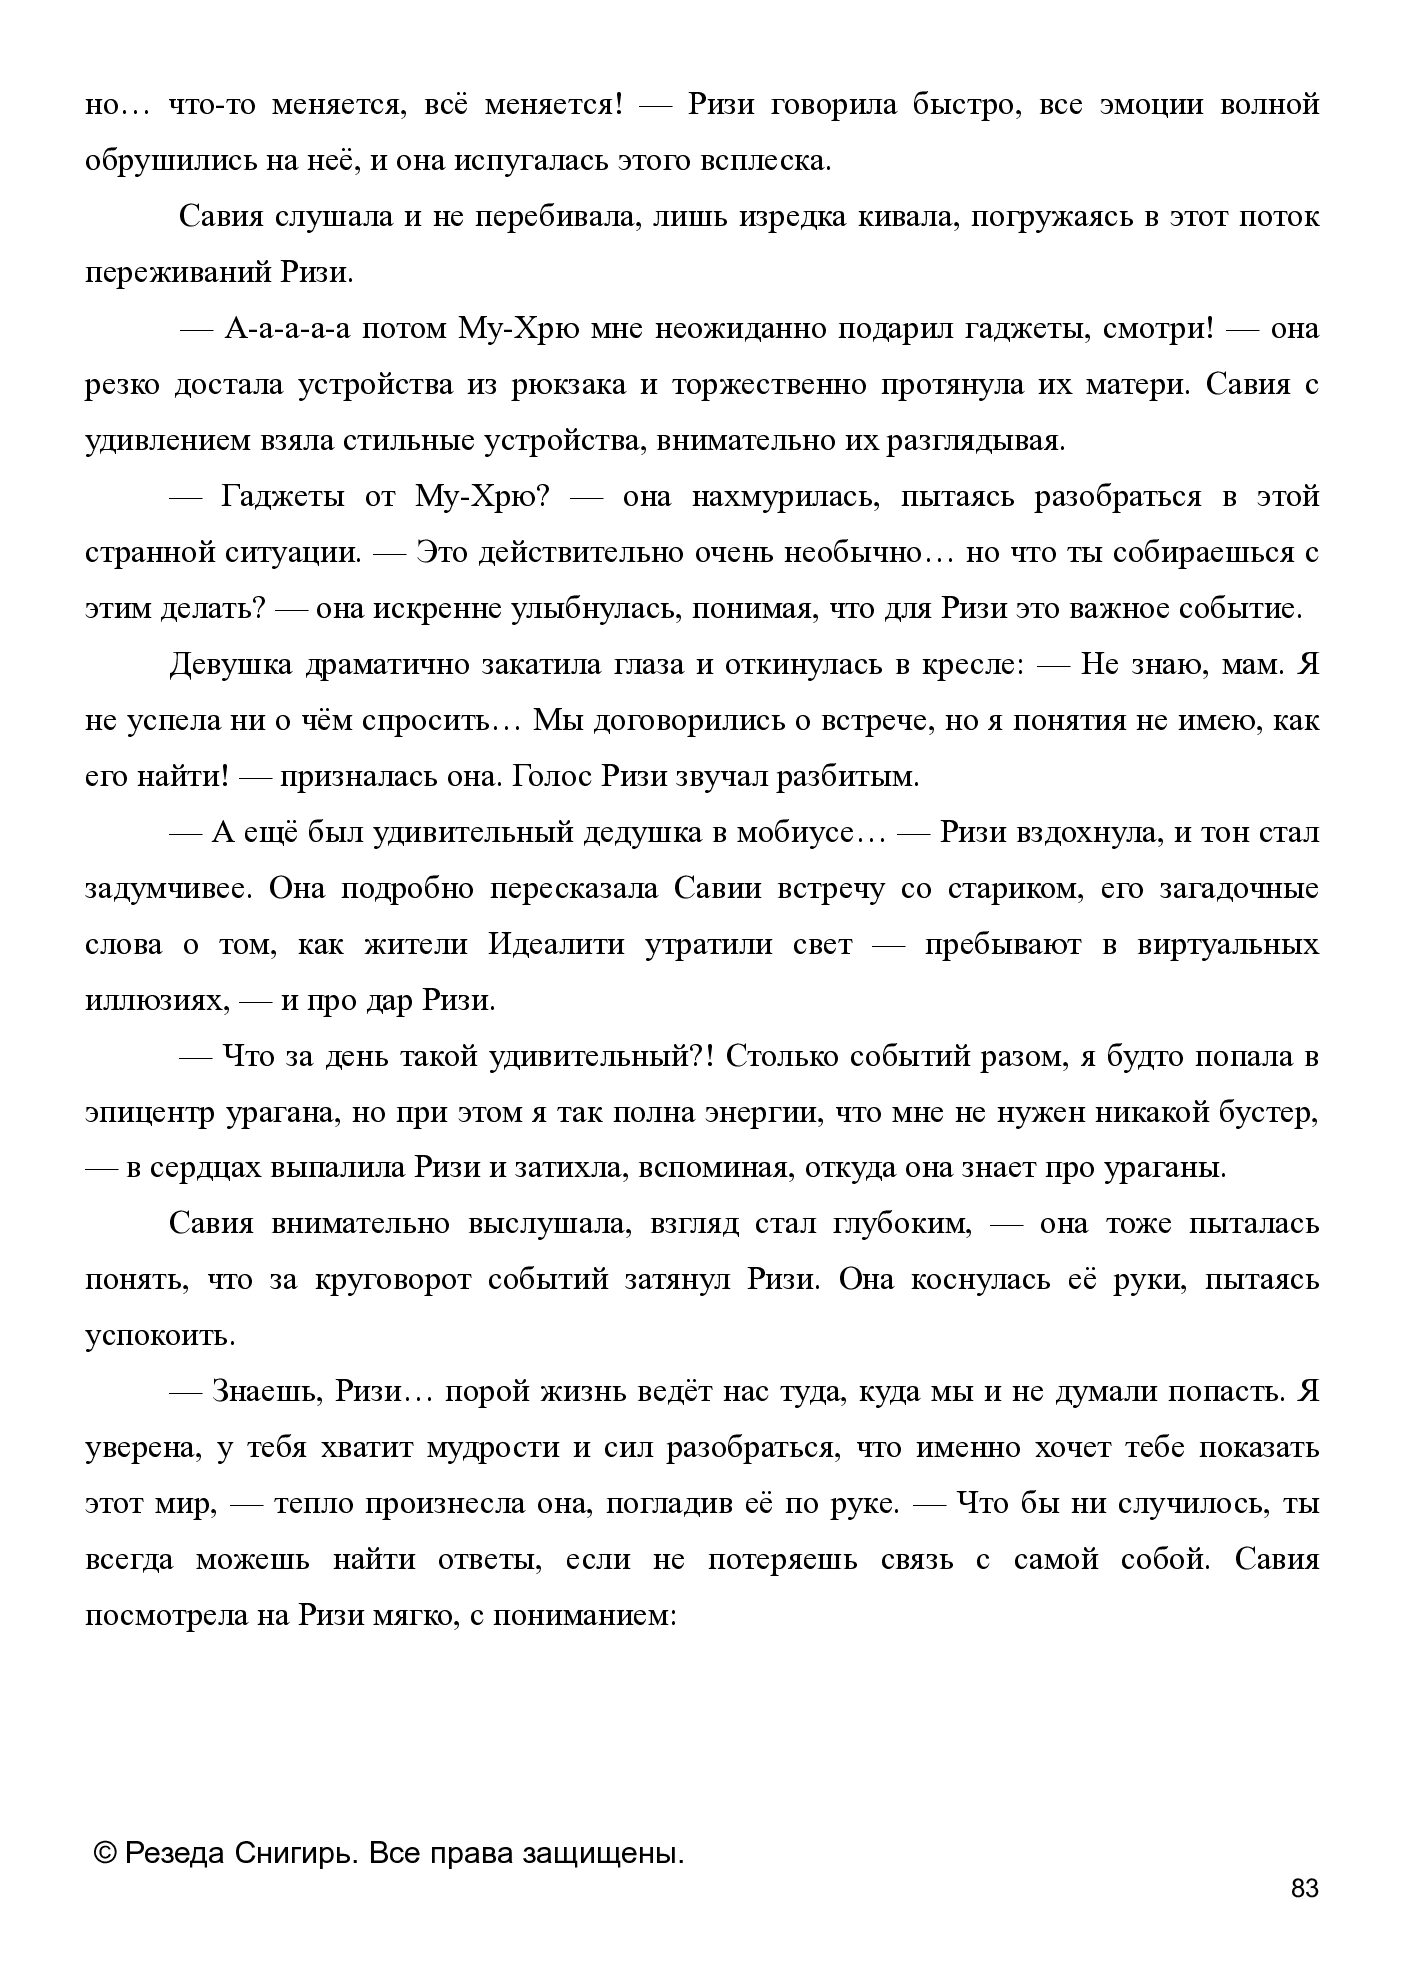 но… что-то меняется, всё меняется! — Ризи говорила быстро, все эмоции волной
обрушились на неё, и она испугалась этого всплеска.
Савия слушала и не перебивала, лишь изредка кивала, погружаясь в этот поток
переживаний Ризи.
— А-а-а-а-а потом Му-Хрю мне неожиданно подарил гаджеты, смотри! — она
резко достала устройства из рюкзака и торжественно протянула их матери. Савия с
удивлением взяла стильные устройства, внимательно их разглядывая.
— Гаджеты от Му-Хрю? — она нахмурилась, пытаясь разобраться в этой
странной ситуации. — Это действительно очень необычно… но что ты собираешься с
этим делать? — она искренне улыбнулась, понимая, что для Ризи это важное событие.
Девушка драматично закатила глаза и откинулась в кресле: — Не знаю, мам. Я
не успела ни о чём спросить… Мы договорились о встрече, но я понятия не имею, как
его найти! — призналась она. Голос Ризи звучал разбитым.
— А ещё был удивительный дедушка в мобиусе… — Ризи вздохнула, и тон стал
задумчивее. Она подробно пересказала Савии встречу со стариком, его загадочные
слова о том, как жители Идеалити утратили свет — пребывают в виртуальных
иллюзиях, — и про дар Ризи.
— Что за день такой удивительный?! Столько событий разом, я будто попала в
эпицентр урагана, но при этом я так полна энергии, что мне не нужен никакой бустер,
— в сердцах выпалила Ризи и затихла, вспоминая, откуда она знает про ураганы.
Савия внимательно выслушала, взгляд стал глубоким, — она тоже пыталась
понять, что за круговорот событий затянул Ризи. Она коснулась её руки, пытаясь
успокоить.
— Знаешь, Ризи… порой жизнь ведёт нас туда, куда мы и не думали попасть. Я
уверена, у тебя хватит мудрости и сил разобраться, что именно хочет тебе показать
этот мир, — тепло произнесла она, погладив её по руке. — Что бы ни случилось, ты
всегда можешь найти ответы, если не потеряешь связь с самой собой. Савия
посмотрела на Ризи мягко, с пониманием:
© Резеда Снигирь. Все права защищены.
83